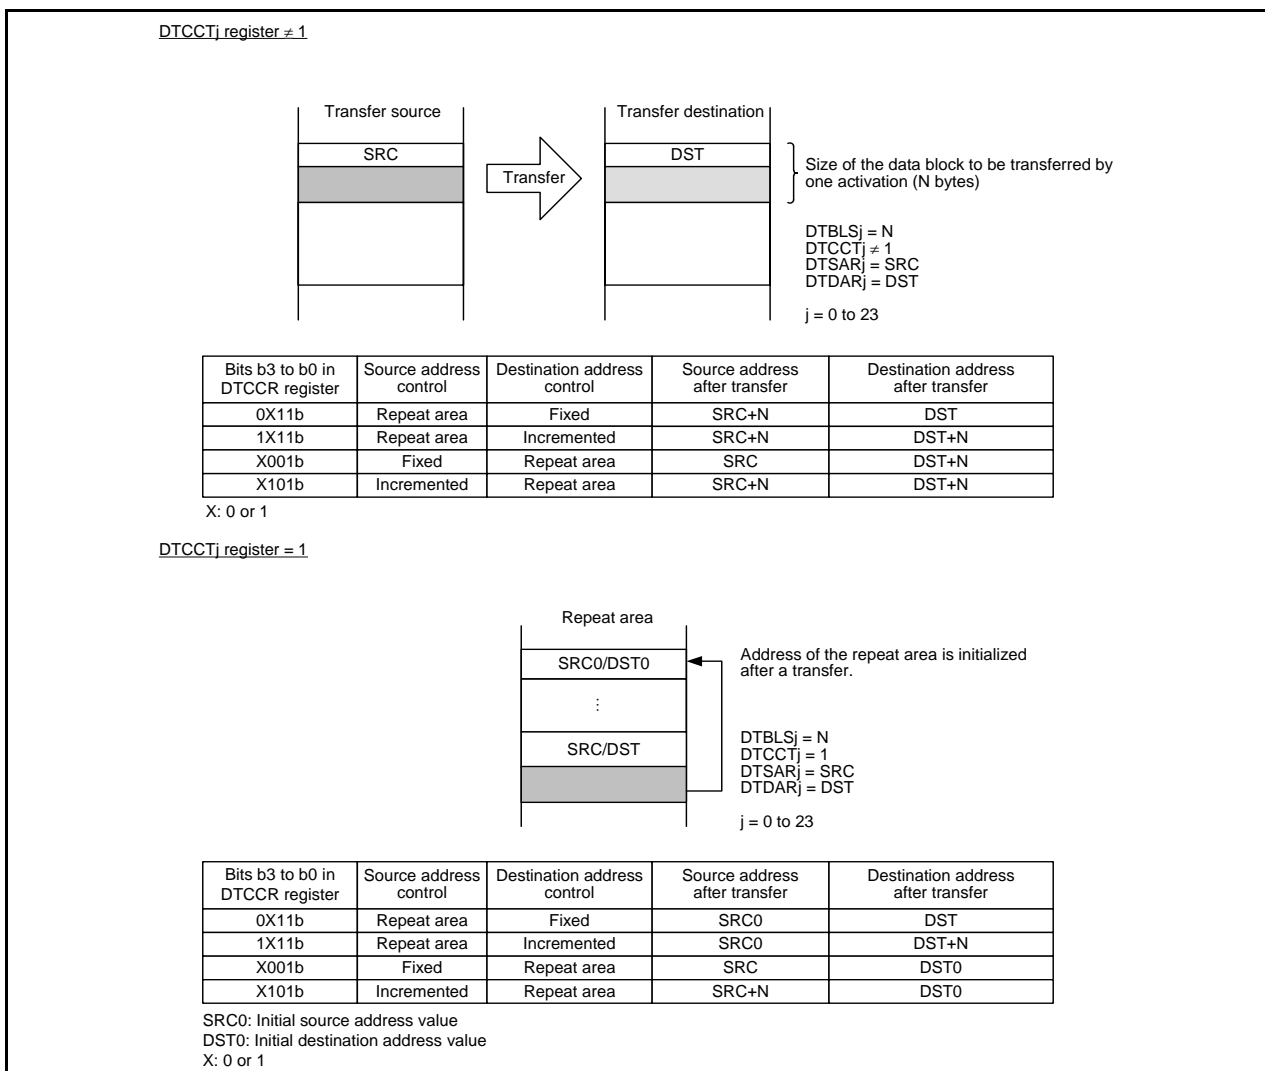 DTCCTj register ≠ 1
Transfer source
Transfer destination
SRC
DST
Transfer
Size of the data block to be transferred by
one activation (N bytes)
DTBLSj = N
DTCCTj ≠ 1
DTSARj = SRC
DTDARj = DST
j = 0 to 23
Bits b3 to b0 in DTCCR register | Source address control | Destination address control | Source address after transfer | Destination address after transfer
0X11b | Repeat area | Fixed | SRC+N | DST
1X11b | Repeat area | Incremented | SRC+N | DST+N
X001b | Fixed | Repeat area | SRC | DST+N
X101b | Incremented | Repeat area | SRC+N | DST+N
X: 0 or 1
DTCCTj register = 1
Repeat area
SRC0/DST0
⋮
SRC/DST
Address of the repeat area is initialized
after a transfer.
DTBLSj = N
DTCCTj = 1
DTSARj = SRC
DTDARj = DST
j = 0 to 23
Bits b3 to b0 in DTCCR register | Source address control | Destination address control | Source address after transfer | Destination address after transfer
0X11b | Repeat area | Fixed | SRC0 | DST
1X11b | Repeat area | Incremented | SRC0 | DST+N
X001b | Fixed | Repeat area | SRC | DST0
X101b | Incremented | Repeat area | SRC+N | DST0
SRC0: Initial source address value
DST0: Initial destination address value
X: 0 or 1